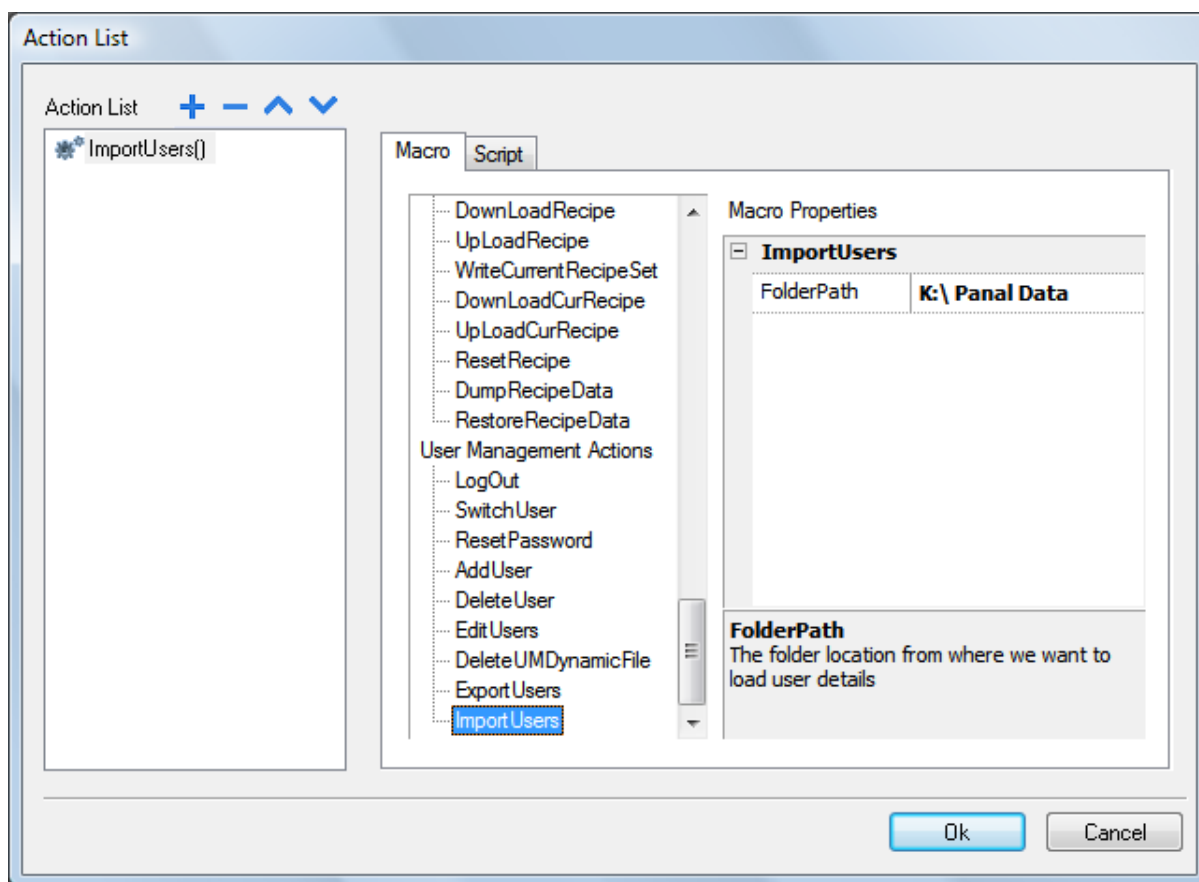 Action List
Action List
ImportUsers()
Macro
Script
DownLoadRecipe
UpLoadRecipe
WriteCurrentRecipeSet
DownLoadCurRecipe
UpLoadCurRecipe
ResetRecipe
DumpRecipeData
RestoreRecipeData
User Management Actions
LogOut
SwitchUser
ResetPassword
AddUser
DeleteUser
EditUsers
DeleteUMDynamicFile
ExportUsers
ImportUsers
Macro Properties
ImportUsers
FolderPath K:\ Panal Data
FolderPath
The folder location from where we want to
load user details
Ok
Cancel